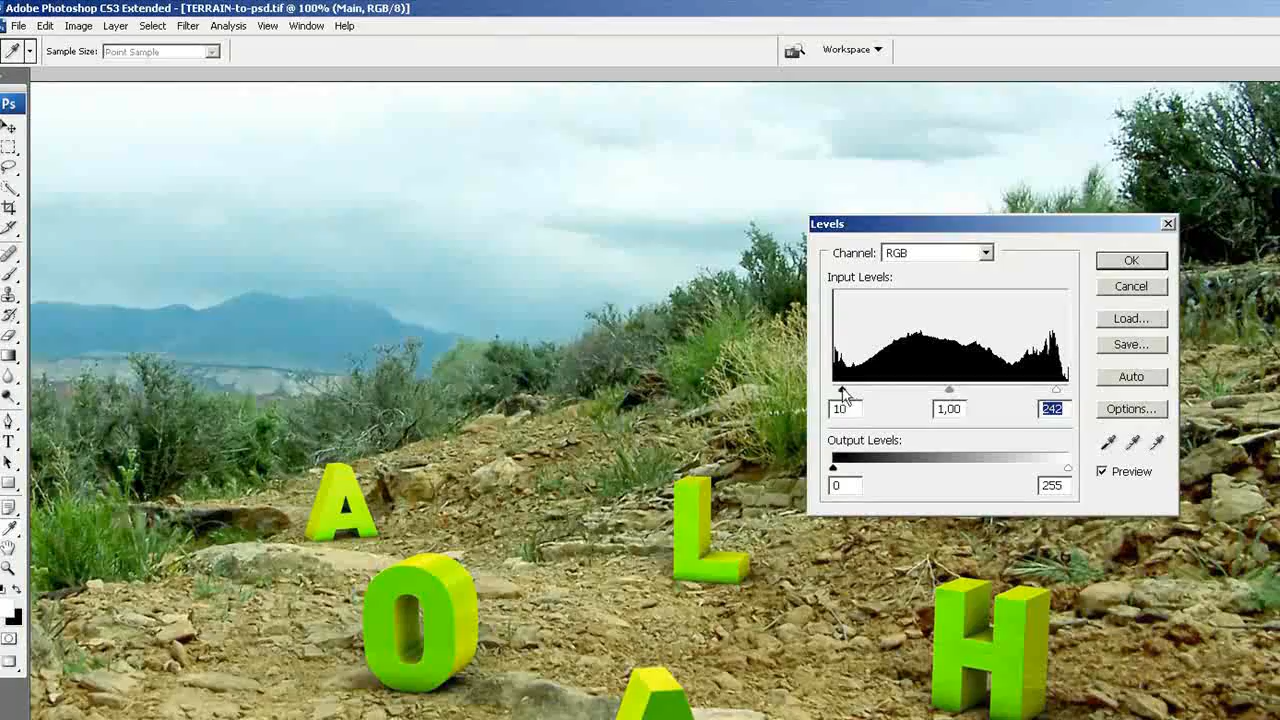 Adobe Photoshop CS3 Extended - [TERRAIN-to-psd.tif @ 100% (Main, RGB/8)]
File Edit Image Layer Select Filter Analysis View Window Help
Sample Size: Point Sample Workspace
Ps
Levels
Channel: RGB OK
Input Levels: Cancel
Load...
Save...
Auto
10 1,00 242 Options...
Output Levels:
Preview
0 255
T
A L
O H
A